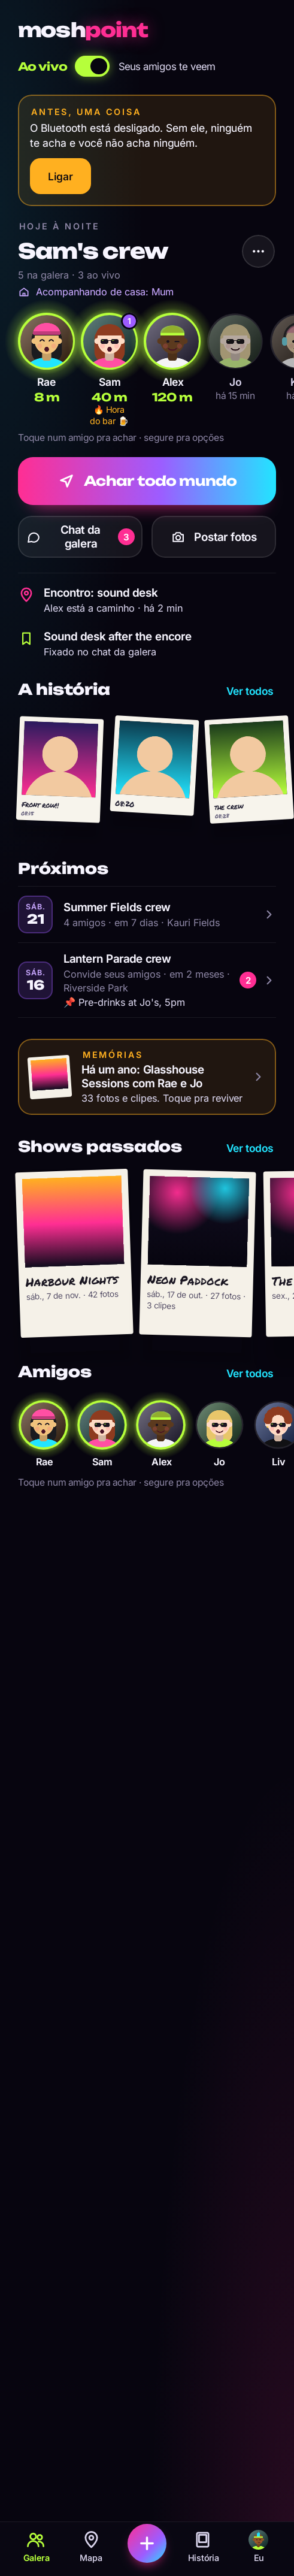 moshpoint
Ao vivo
Seus amigos te veem
ANTES, UMA COISA
O Bluetooth está desligado. Sem ele, ninguém
te acha e você não acha ninguém.
Ligar
HOJE À NOITE
Sam's crew
5 na galera · 3 ao vivo
Acompanhando de casa: Mum
1
Rae
Sam
Alex
Jo
8 m
40 m
120 m
há 15 min
🔥 Hora
do bar 🍺
Toque num amigo pra achar · segure pra opções
Achar todo mundo
Chat da
galera
3
Postar fotos
Encontro: sound desk
Alex está a caminho · há 2 min
Sound desk after the encore
Fixado no chat da galera
A história
Ver todos
Front row!!
08:15
08:20
The crew
08:28
Próximos
SÁB.
21
Summer Fields crew
4 amigos · em 7 dias · Kauri Fields
SÁB.
16
Lantern Parade crew
Convide seus amigos · em 2 meses ·
Riverside Park
📌 Pre-drinks at Jo's, 5pm
2
MEMÓRIAS
Há um ano: Glasshouse
Sessions com Rae e Jo
33 fotos e clipes. Toque pra reviver
Shows passados
Ver todos
Harbour Nights
sáb., 7 de nov. · 42 fotos
Neon Paddock
sáb., 17 de out. · 27 fotos ·
3 clipes
The
sex.,
Amigos
Ver todos
Rae
Sam
Alex
Jo
Liv
Toque num amigo pra achar · segure pra opções
Galera
Mapa
História
Eu